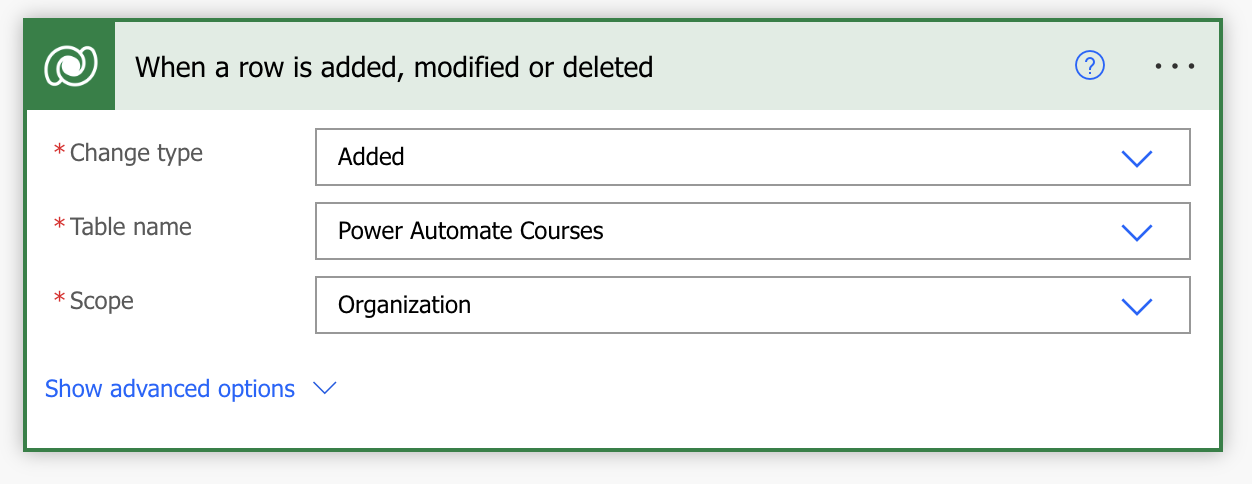 When a row is added, modified or deleted
?
* Change type
Added
* Table name
Power Automate Courses
* Scope
Organization
Show advanced options